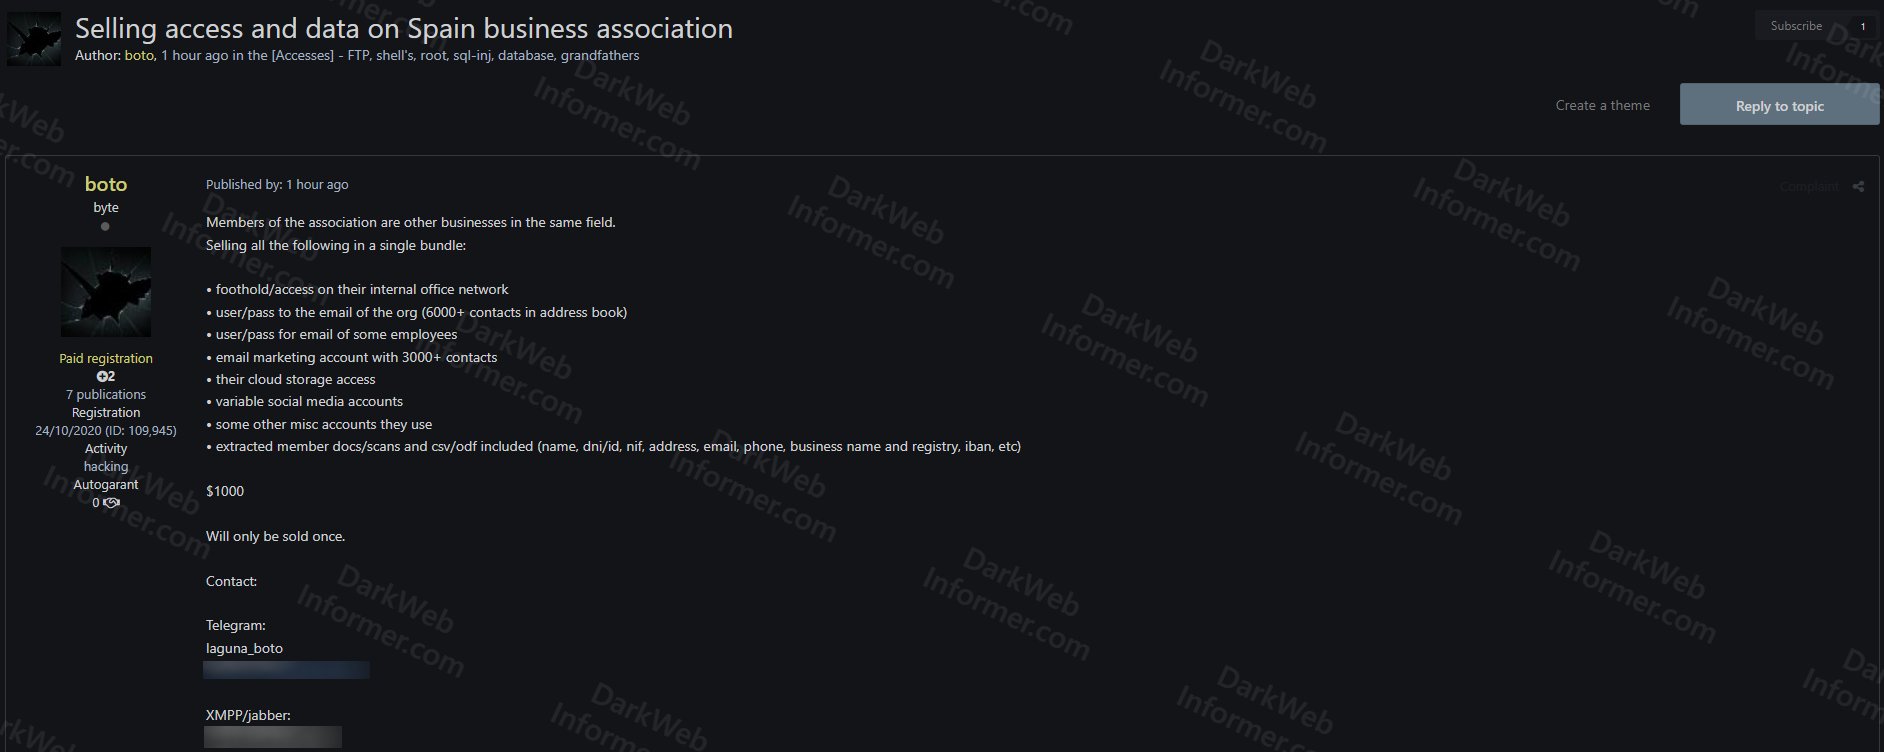 Selling access and data on Spain business association
Author: boto, 1 hour ago in the [Accesses] - FTP, shell's, root, sql-inj, database, grandfathers
Subscribe 1
Create a theme
Reply to topic
boto
byte
Paid registration
2
7 publications
Registration
24/10/2020 (ID: 109,945)
Activity
hacking
Autogarant
0
Published by: 1 hour ago
Complaint
Members of the association are other businesses in the same field.
Selling all the following in a single bundle:
• foothold/access on their internal office network
• user/pass to the email of the org (6000+ contacts in address book)
• user/pass for email of some employees
• email marketing account with 3000+ contacts
• their cloud storage access
• variable social media accounts
• some other misc accounts they use
• extracted member docs/scans and csv/odf included (name, dni/id, nif, address, email, phone, business name and registry, iban, etc)
$1000
Will only be sold once.
Contact:
Telegram:
laguna_boto
XMPP/jabber:
DarkWeb
Informer.com